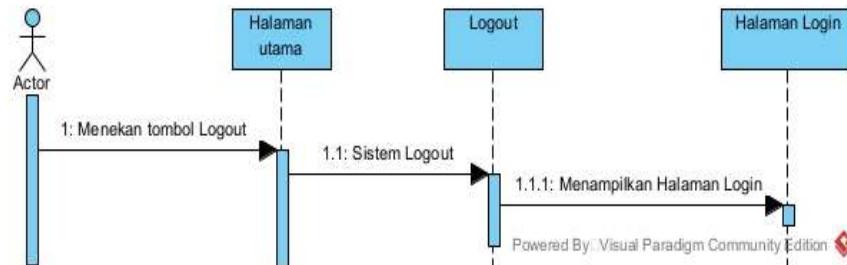 Halaman
utama
Logout
Halaman Login
Actor
1: Menekan tombol Logout
1.1: Sistem Logout
1.1.1: Menampilkan Halaman Login
Powered By Visual Paradigm Community Edition